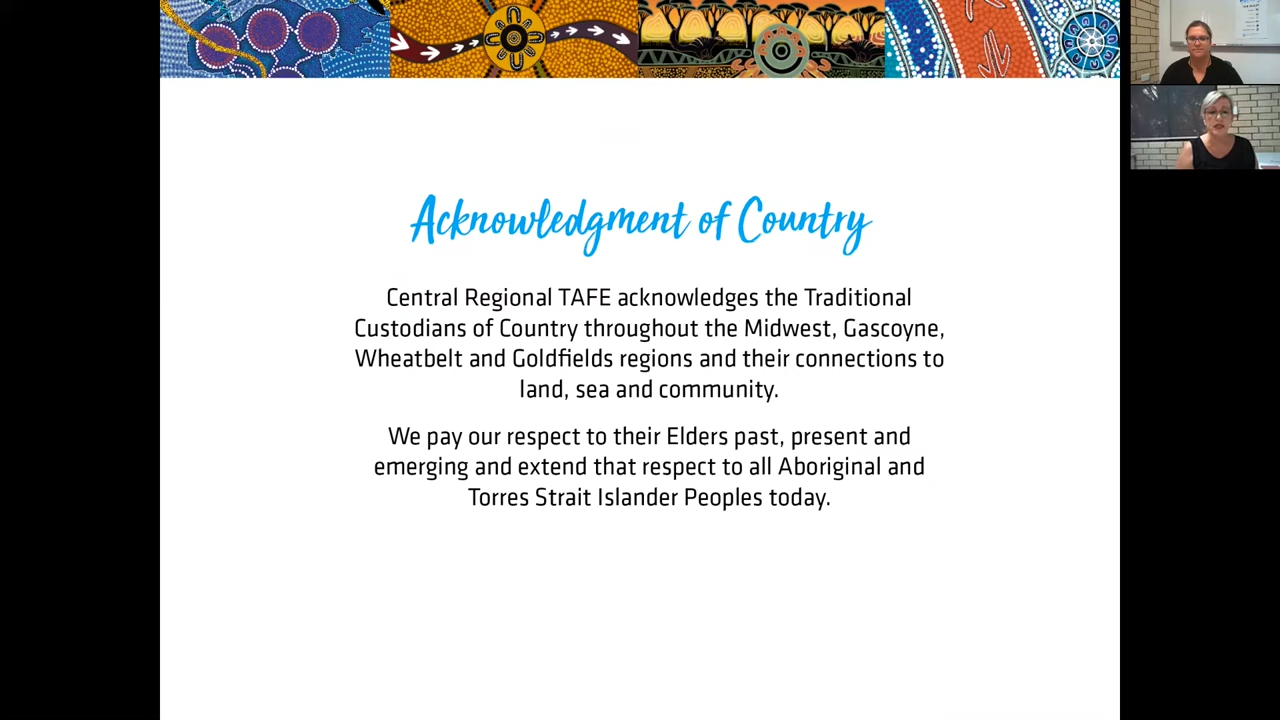 Acknowledgment of Country
Central Regional TAFE acknowledges the Traditional
Custodians of Country throughout the Midwest, Gascoyne,
Wheatbelt and Goldfields regions and their connections to
land, sea and community.
We pay our respect to their Elders past, present and
emerging and extend that respect to all Aboriginal and
Torres Strait Islander Peoples today.